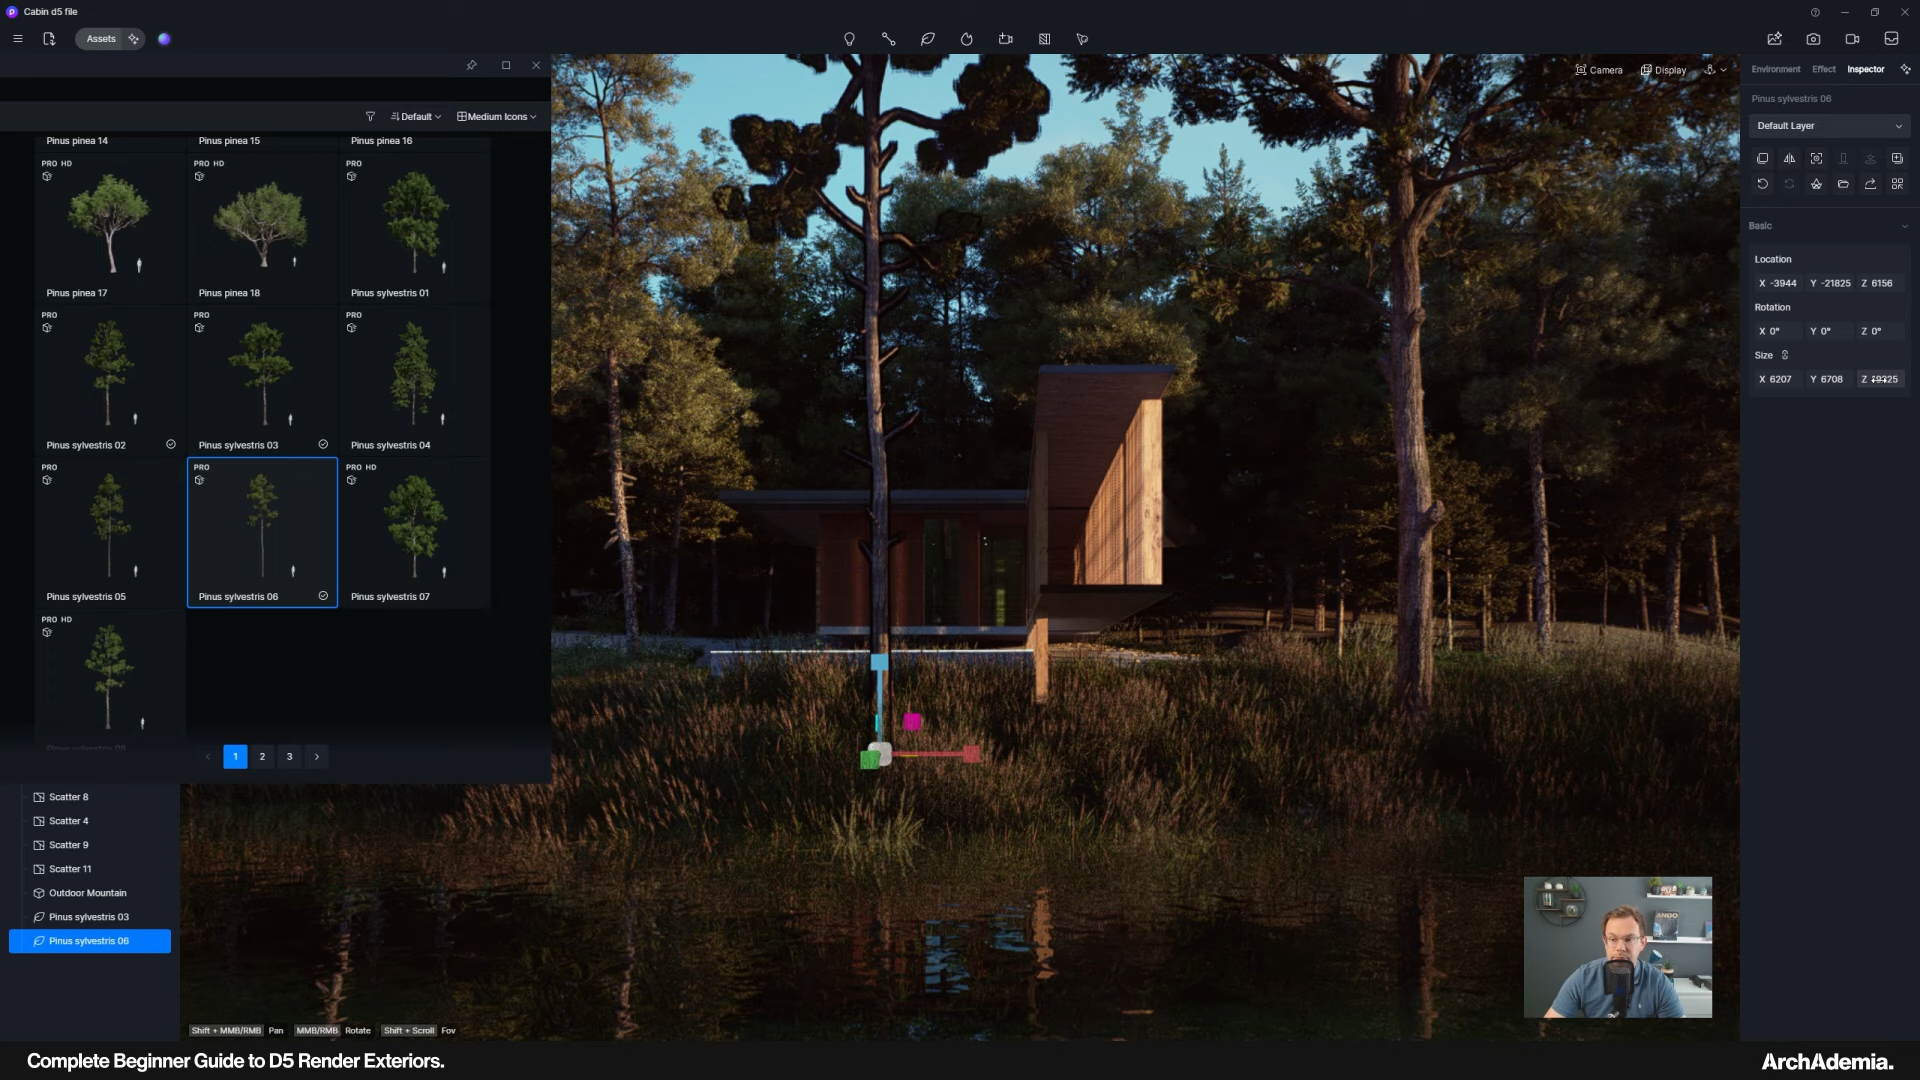 Cabin d5 file
Assets
Default
Medium Icons
Pinus pinea 14
Pinus pinea 15
Pinus pinea 16
PRO HD
PRO HD
PRO
Pinus pinea 17
Pinus pinea 18
Pinus sylvestris 01
PRO
PRO
PRO
Pinus sylvestris 02
Pinus sylvestris 03
Pinus sylvestris 04
PRO
PRO
PRO HD
Pinus sylvestris 05
Pinus sylvestris 06
Pinus sylvestris 07
PRO HD
Pinus sylvestris 08
1
2
3
Scatter 8
Scatter 4
Scatter 9
Scatter 11
Outdoor Mountain
Pinus sylvestris 03
Pinus sylvestris 06
Camera
Display
Shift + MMB/RMB Pan MMB/RMB Rotate Shift + Scroll Fov
Environment Effect Inspector
Pinus sylvestris 06
Default Layer
Basic
Location
X -3944 Y -21825 Z 6156
Rotation
X 0° Y 0° Z 0°
Size
X 6207 Y 6708 Z
ANDO
Complete Beginner Guide to D5 Render Exteriors.
ArchAdemia.